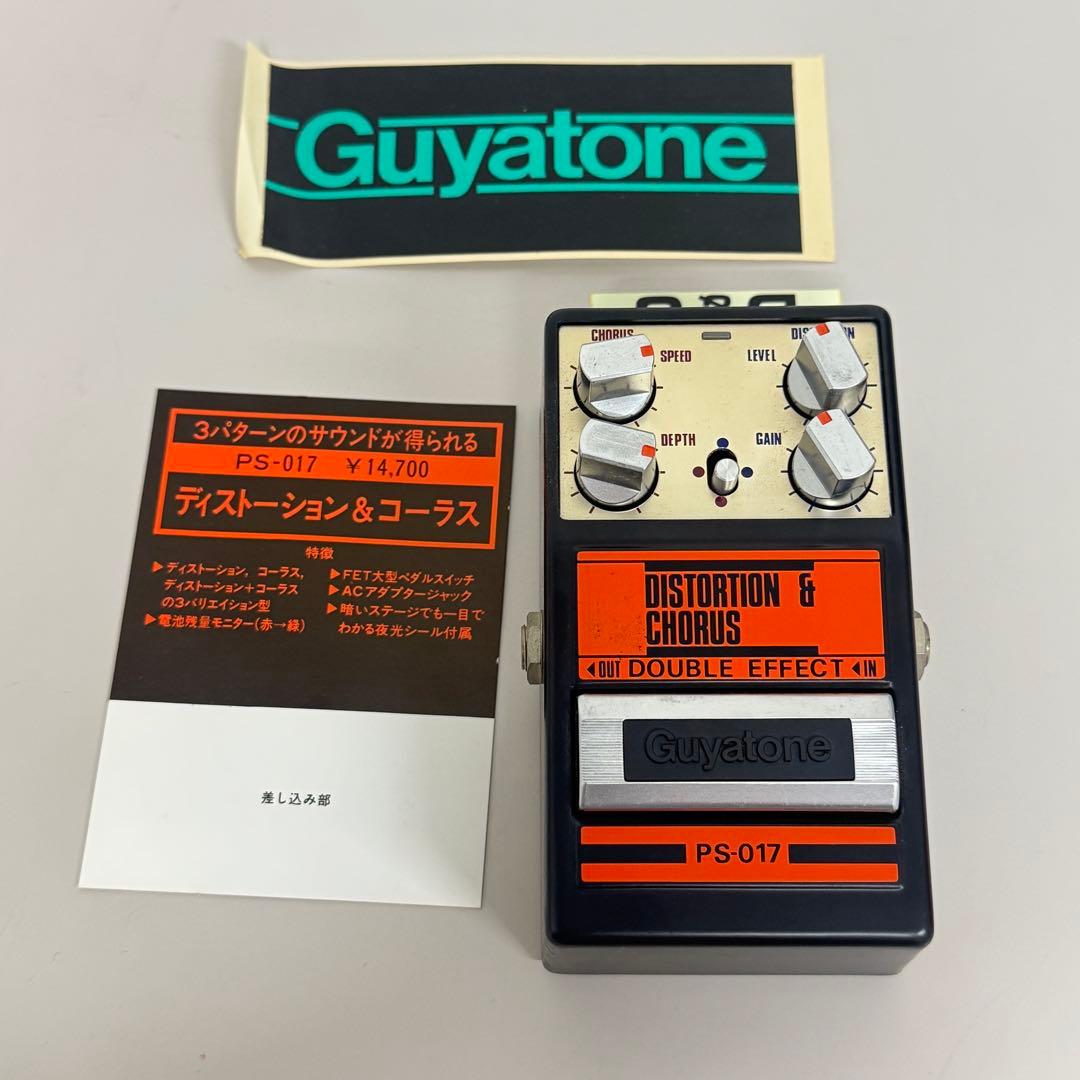 Guyatone
D&C
3パターンのサウンドが得られる
PS-017 ￥14,700
ディストーション&コーラス
特徴
▶ディストーション, コーラス,
ディストーション+コーラス
の3バリエイション型
▶電池残量モニター(赤→緑)
▶FET大型ペダルスイッチ
▶ACアダプタージャック
▶暗いステージでも一目で
わかる夜光シール付属
差し込み部
CHORUS
SPEED
LEVEL
DEPTH
GAIN
DISTORTION &
CHORUS
◀OUT DOUBLE EFFECT ◀IN
Guyatone
PS-017